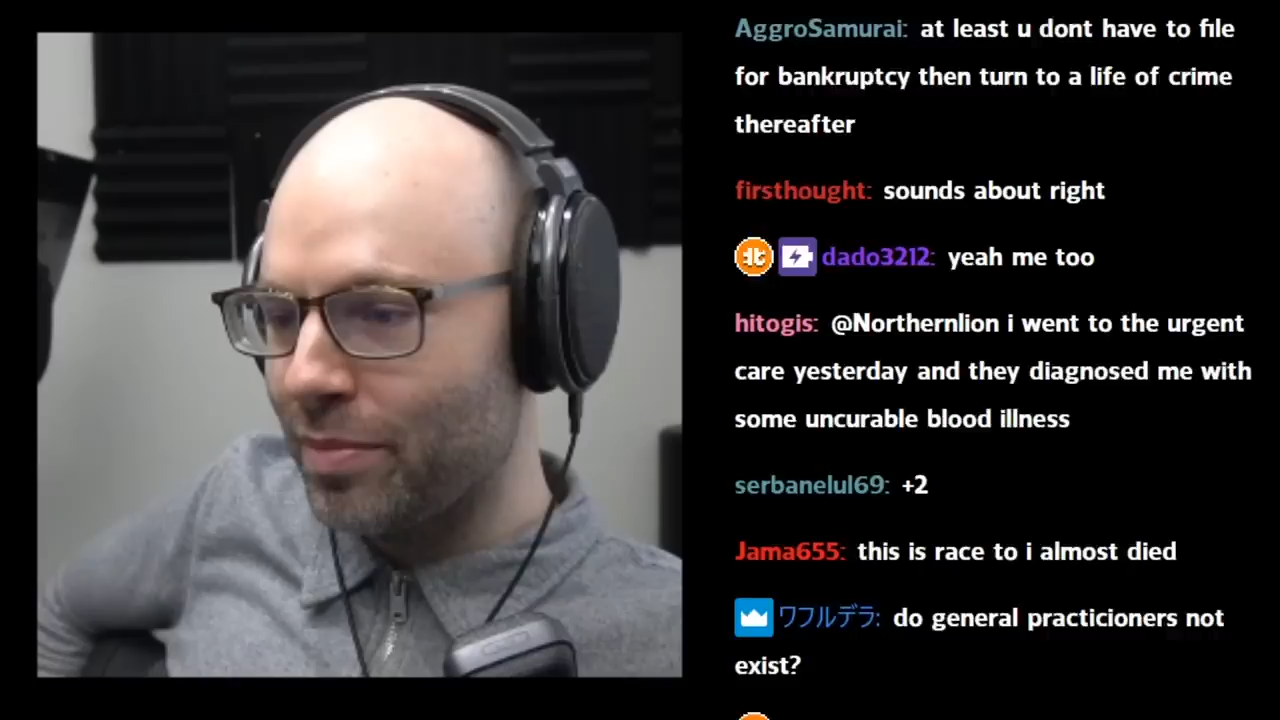 AggroSamurai: at least u dont have to file
for bankruptcy then turn to a life of crime
thereafter
firsthought: sounds about right
dado3212: yeah me too
hitogis: @Northernlion i went to the urgent
care yesterday and they diagnosed me with
some uncurable blood illness
serbanelul69: +2
Jama655: this is race to i almost died
ワフルデラ: do general practicioners not
exist?